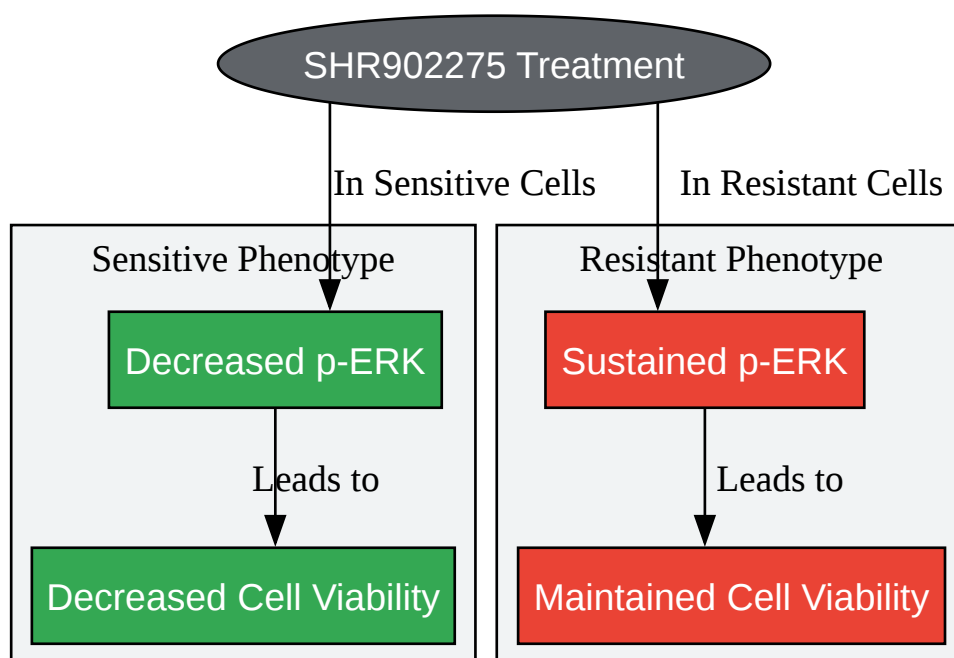 SHR902275 Treatment
In Sensitive Cells
In Resistant Cells
Sensitive Phenotype
Resistant Phenotype
Decreased p-ERK
Sustained p-ERK
Leads to
Leads to
Decreased Cell Viability
Maintained Cell Viability